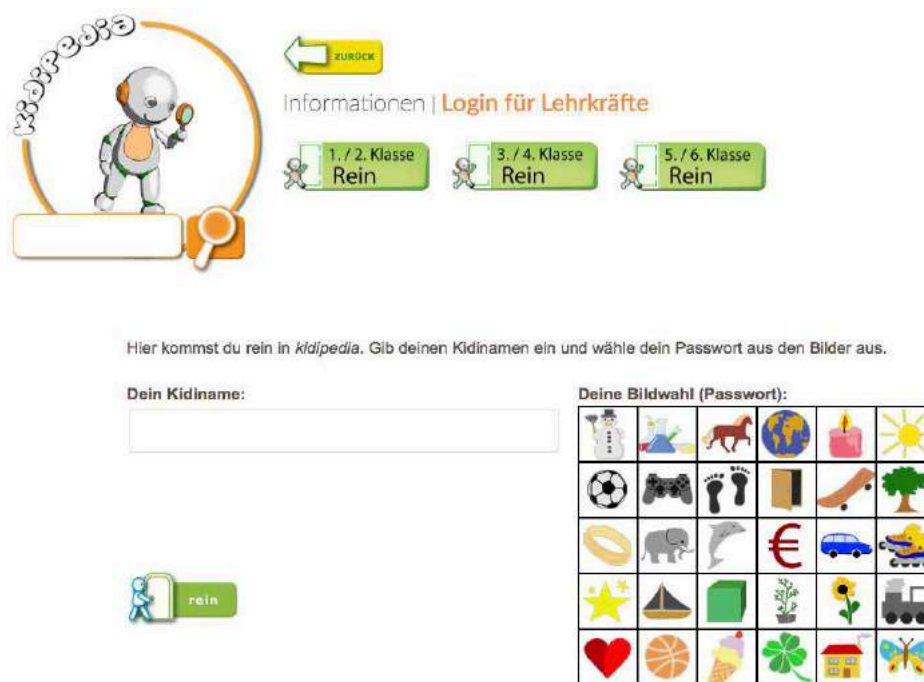 kidipedia
ZURÜCK
Informationen | Login für Lehrkräfte
1. / 2. Klasse
Rein
3. / 4. Klasse
Rein
5. / 6. Klasse
Rein
Hier kommst du rein in kidipedia. Gib deinen Kidinamen ein und wähle dein Passwort aus den Bilder aus.
Dein Kidiname:
Deine Bildwahl (Passwort):
€
rein